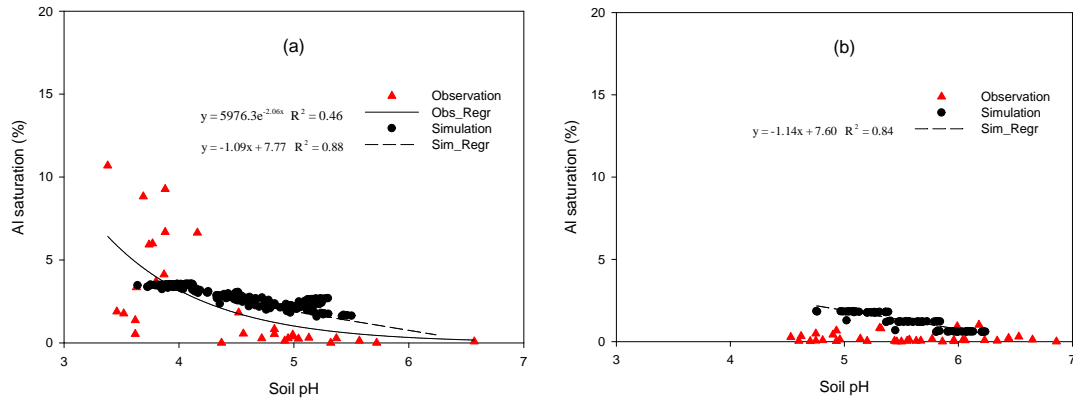 20
15
10
5
0
Al saturation (%)
(a)
Observation
y = 5976.3e^-2.06x R² = 0.46
Obs_Regr
Simulation
y= -1.09x + 7.77 R² = 0.88
Sim_Regr
3 4 5 6 7
Soil pH
20
15
10
5
0
Al saturation (%)
(b)
Observation
Simulation
y= -1.14x + 7.60 R² = 0.84
Sim_Regr
3 3 4 5 6 7
Soil pH